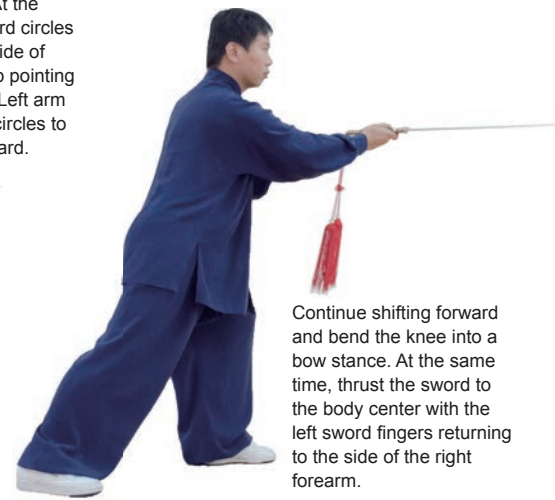 At the
rd circles
ide of
o pointing
Left arm
circles to
ard.
Continue shifting forward
and bend the knee into a
bow stance. At the same
time, thrust the sword to
the body center with the
left sword fingers returning
to the side of the right
forearm.